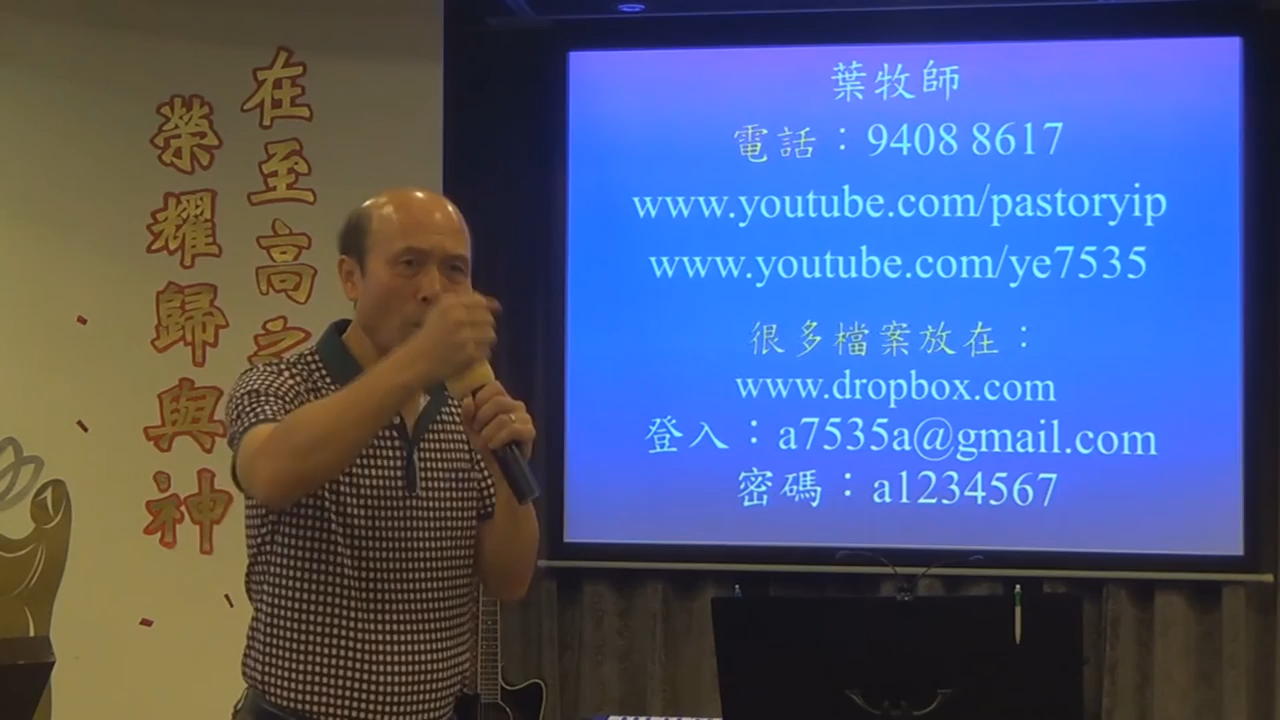 在至高之
榮耀歸與神
葉牧師
電話：9408 8617
www.youtube.com/pastoryip
www.youtube.com/ye7535
很多檔案放在：
www.dropbox.com
登入：a7535a@gmail.com
密碼：a1234567